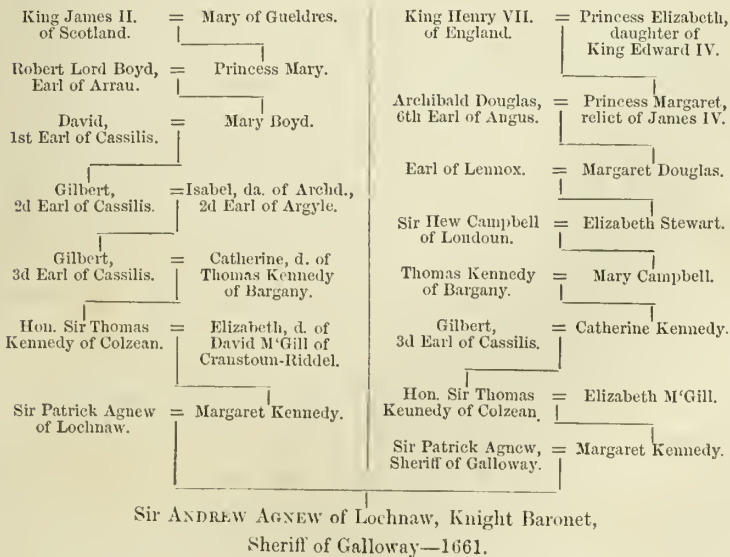 King James II.
of Scotland.
=
Mary of Gueldres.
Robert Lord Boyd,
Earl of Arrau.
=
Princess Mary.
David,
1st Earl of Cassilis.
=
Mary Boyd.
Gilbert,
2d Earl of Cassilis.
=
Isabel, da. of Archd.,
2d Earl of Argyle.
Gilbert,
3d Earl of Cassilis.
=
Catherine, d. of
Thomas Kennedy
of Bargany.
Hon. Sir Thomas
Kennedy of Colzean.
=
Elizabeth, d. of
David M‘Gill of
Cranstoun-Riddel.
Sir Patrick Agnew
of Lochnaw.
=
Margaret Kennedy.
King Henry VII.
of England.
=
Princess Elizabeth,
daughter of
King Edward IV.
Archibald Douglas,
6th Earl of Angus.
=
Princess Margaret,
relict of James IV.
Earl of Lennox.
=
Margaret Douglas.
Sir Hew Campbell
of Londoun.
=
Elizabeth Stewart.
Thomas Kennedy
of Bargany.
=
Mary Campbell.
Gilbert,
3d Earl of Cassilis.
=
Catherine Kennedy.
Hon. Sir Thomas
Keunedy of Colzean.
=
Elizabeth M‘Gill.
Sir Patrick Agnew,
Sheriff of Galloway.
=
Margaret Kennedy.
Sir ANDREW AGNEW of Lochnaw, Knight Baronet,
Sheriff of Galloway—1661.